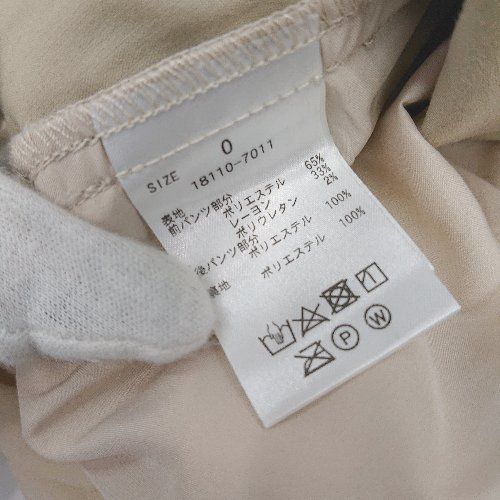 SIZE 0
18110-7011
表地
前パンツ部分 ポリエステル 65%
レーヨン 33%
ポリウレタン 2%
後パンツ部分 ポリエステル 100%
裏地 ポリエステル 100%
P W